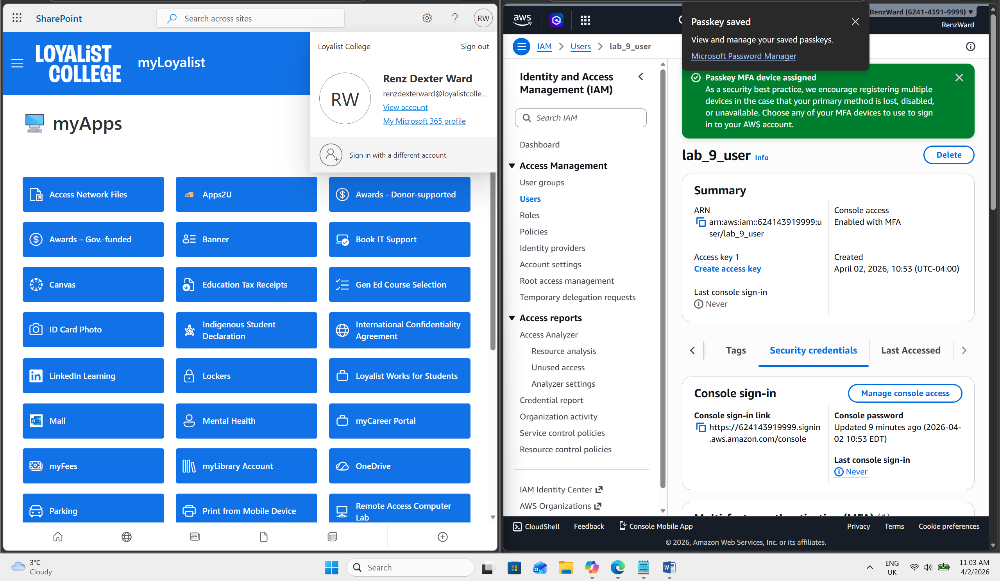 SharePoint
Search across sites
RW
LOYALiST
COLLEGE
myLoyalist
Loyalist College
Sign out
RW
Renz Dexter Ward
renzdexterward@loyalistcolle...
View account
My Microsoft 365 profile
Sign in with a different account
myApps
Access Network Files
Apps2U
Awards - Donor-supported
Awards – Gov.-funded
Banner
Book IT Support
Canvas
Education Tax Receipts
Gen Ed Course Selection
ID Card Photo
Indigenous Student
Declaration
International Confidentiality
Agreement
LinkedIn Learning
Lockers
Loyalist Works for Students
Mail
Mental Health
myCareer Portal
myFees
myLibrary Account
OneDrive
Parking
Print from Mobile Device
Remote Access Computer
Lab
aws
RenzWard (6241-4391-9999)
RenzWard
Passkey saved
View and manage your saved passkeys.
Microsoft Password Manager
IAM
Users
lab_9_user
Identity and Access
Management (IAM)
Search IAM
Dashboard
Access Management
User groups
Users
Roles
Policies
Identity providers
Account settings
Root access management
Temporary delegation requests
Access reports
Access Analyzer
Resource analysis
Unused access
Analyzer settings
Credential report
Organization activity
Service control policies
Resource control policies
IAM Identity Center
AWS Organizations
Passkey MFA device assigned
As a security best practice, we encourage registering multiple
devices in the case that your primary method is lost, disabled,
or unavailable. Choose any of your MFA devices to use to sign
in to your AWS account.
lab_9_user Info
Delete
Summary
ARN
arn:aws:iam::624143919999:u
ser/lab_9_user
Console access
Enabled with MFA
Access key 1
Create access key
Created
April 02, 2026, 10:53 (UTC-04:00)
Last console sign-in
Never
Tags
Security credentials
Last Accessed
Console sign-in
Manage console access
Console sign-in link
https://624143919999.signin
.aws.amazon.com/console
Console password
Updated 9 minutes ago (2026-04-
02 10:53 EDT)
Last console sign-in
Never
CloudShell
Feedback
Console Mobile App
Privacy
Terms
Cookie preferences
© 2026, Amazon Web Services, Inc. or its affiliates.
3°C
Cloudy
Search
ENG
UK
11:03 AM
4/2/2026